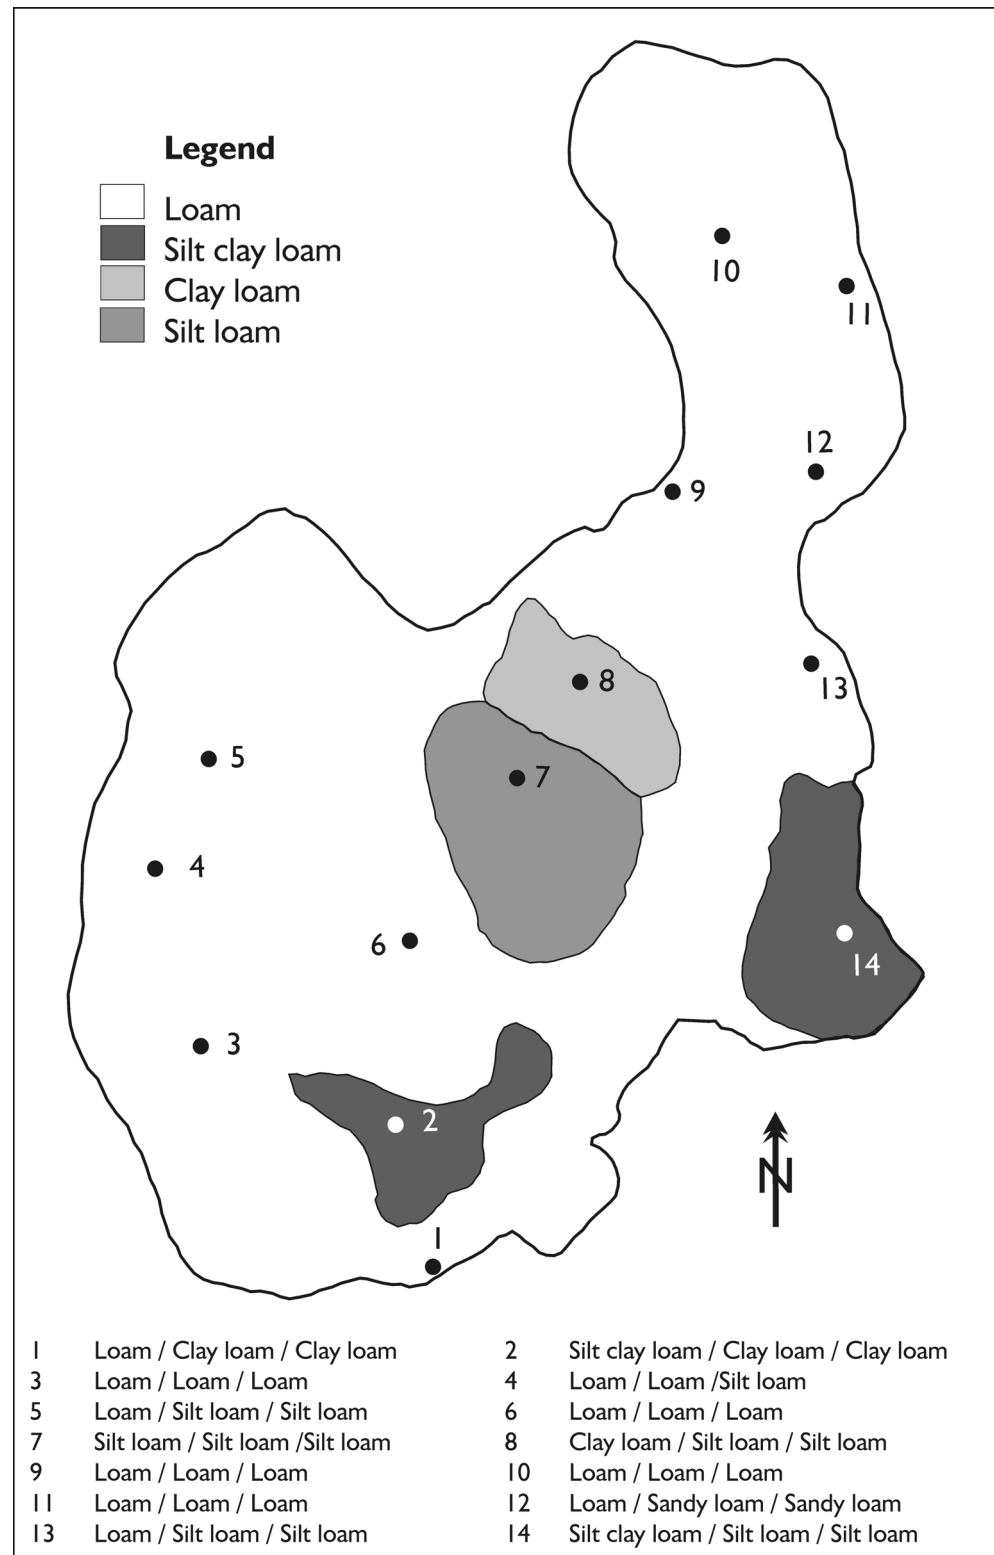 Legend
Loam
Silt clay loam
Clay loam
Silt loam
10
11
12
9
8
13
5
7
4
6
14
3
2
1
N
1 Loam / Clay loam / Clay loam 2 Silt clay loam / Clay loam / Clay loam
3 Loam / Loam / Loam 4 Loam / Loam /Silt loam
5 Loam / Silt loam / Silt loam 6 Loam / Loam / Loam
7 Silt loam / Silt loam /Silt loam 8 Clay loam / Silt loam / Silt loam
9 Loam / Loam / Loam 10 Loam / Loam / Loam
11 Loam / Loam / Loam 12 Loam / Sandy loam / Sandy loam
13 Loam / Silt loam / Silt loam 14 Silt clay loam / Silt loam / Silt loam